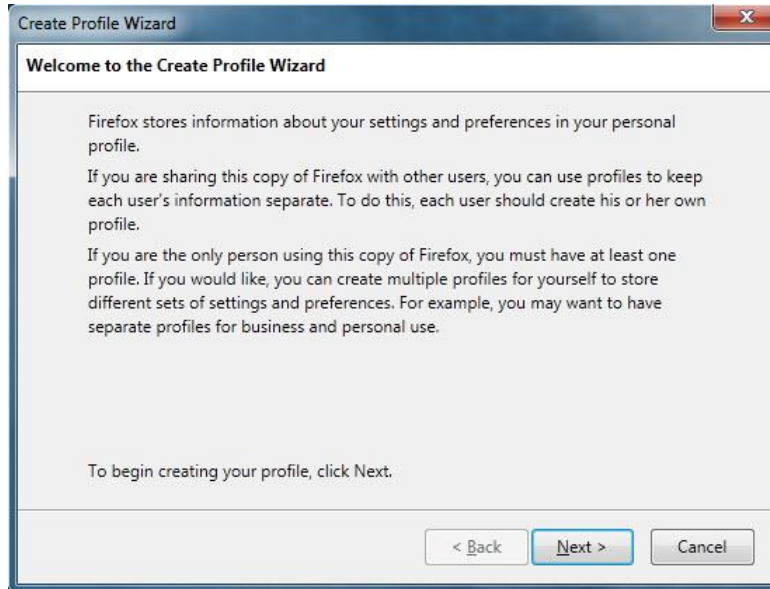 Create Profile Wizard
Welcome to the Create Profile Wizard
Firefox stores information about your settings and preferences in your personal
profile.
If you are sharing this copy of Firefox with other users, you can use profiles to keep
each user's information separate. To do this, each user should create his or her own
profile.
If you are the only person using this copy of Firefox, you must have at least one
profile. If you would like, you can create multiple profiles for yourself to store
different sets of settings and preferences. For example, you may want to have
separate profiles for business and personal use.
To begin creating your profile, click Next.
< Back Next > Cancel